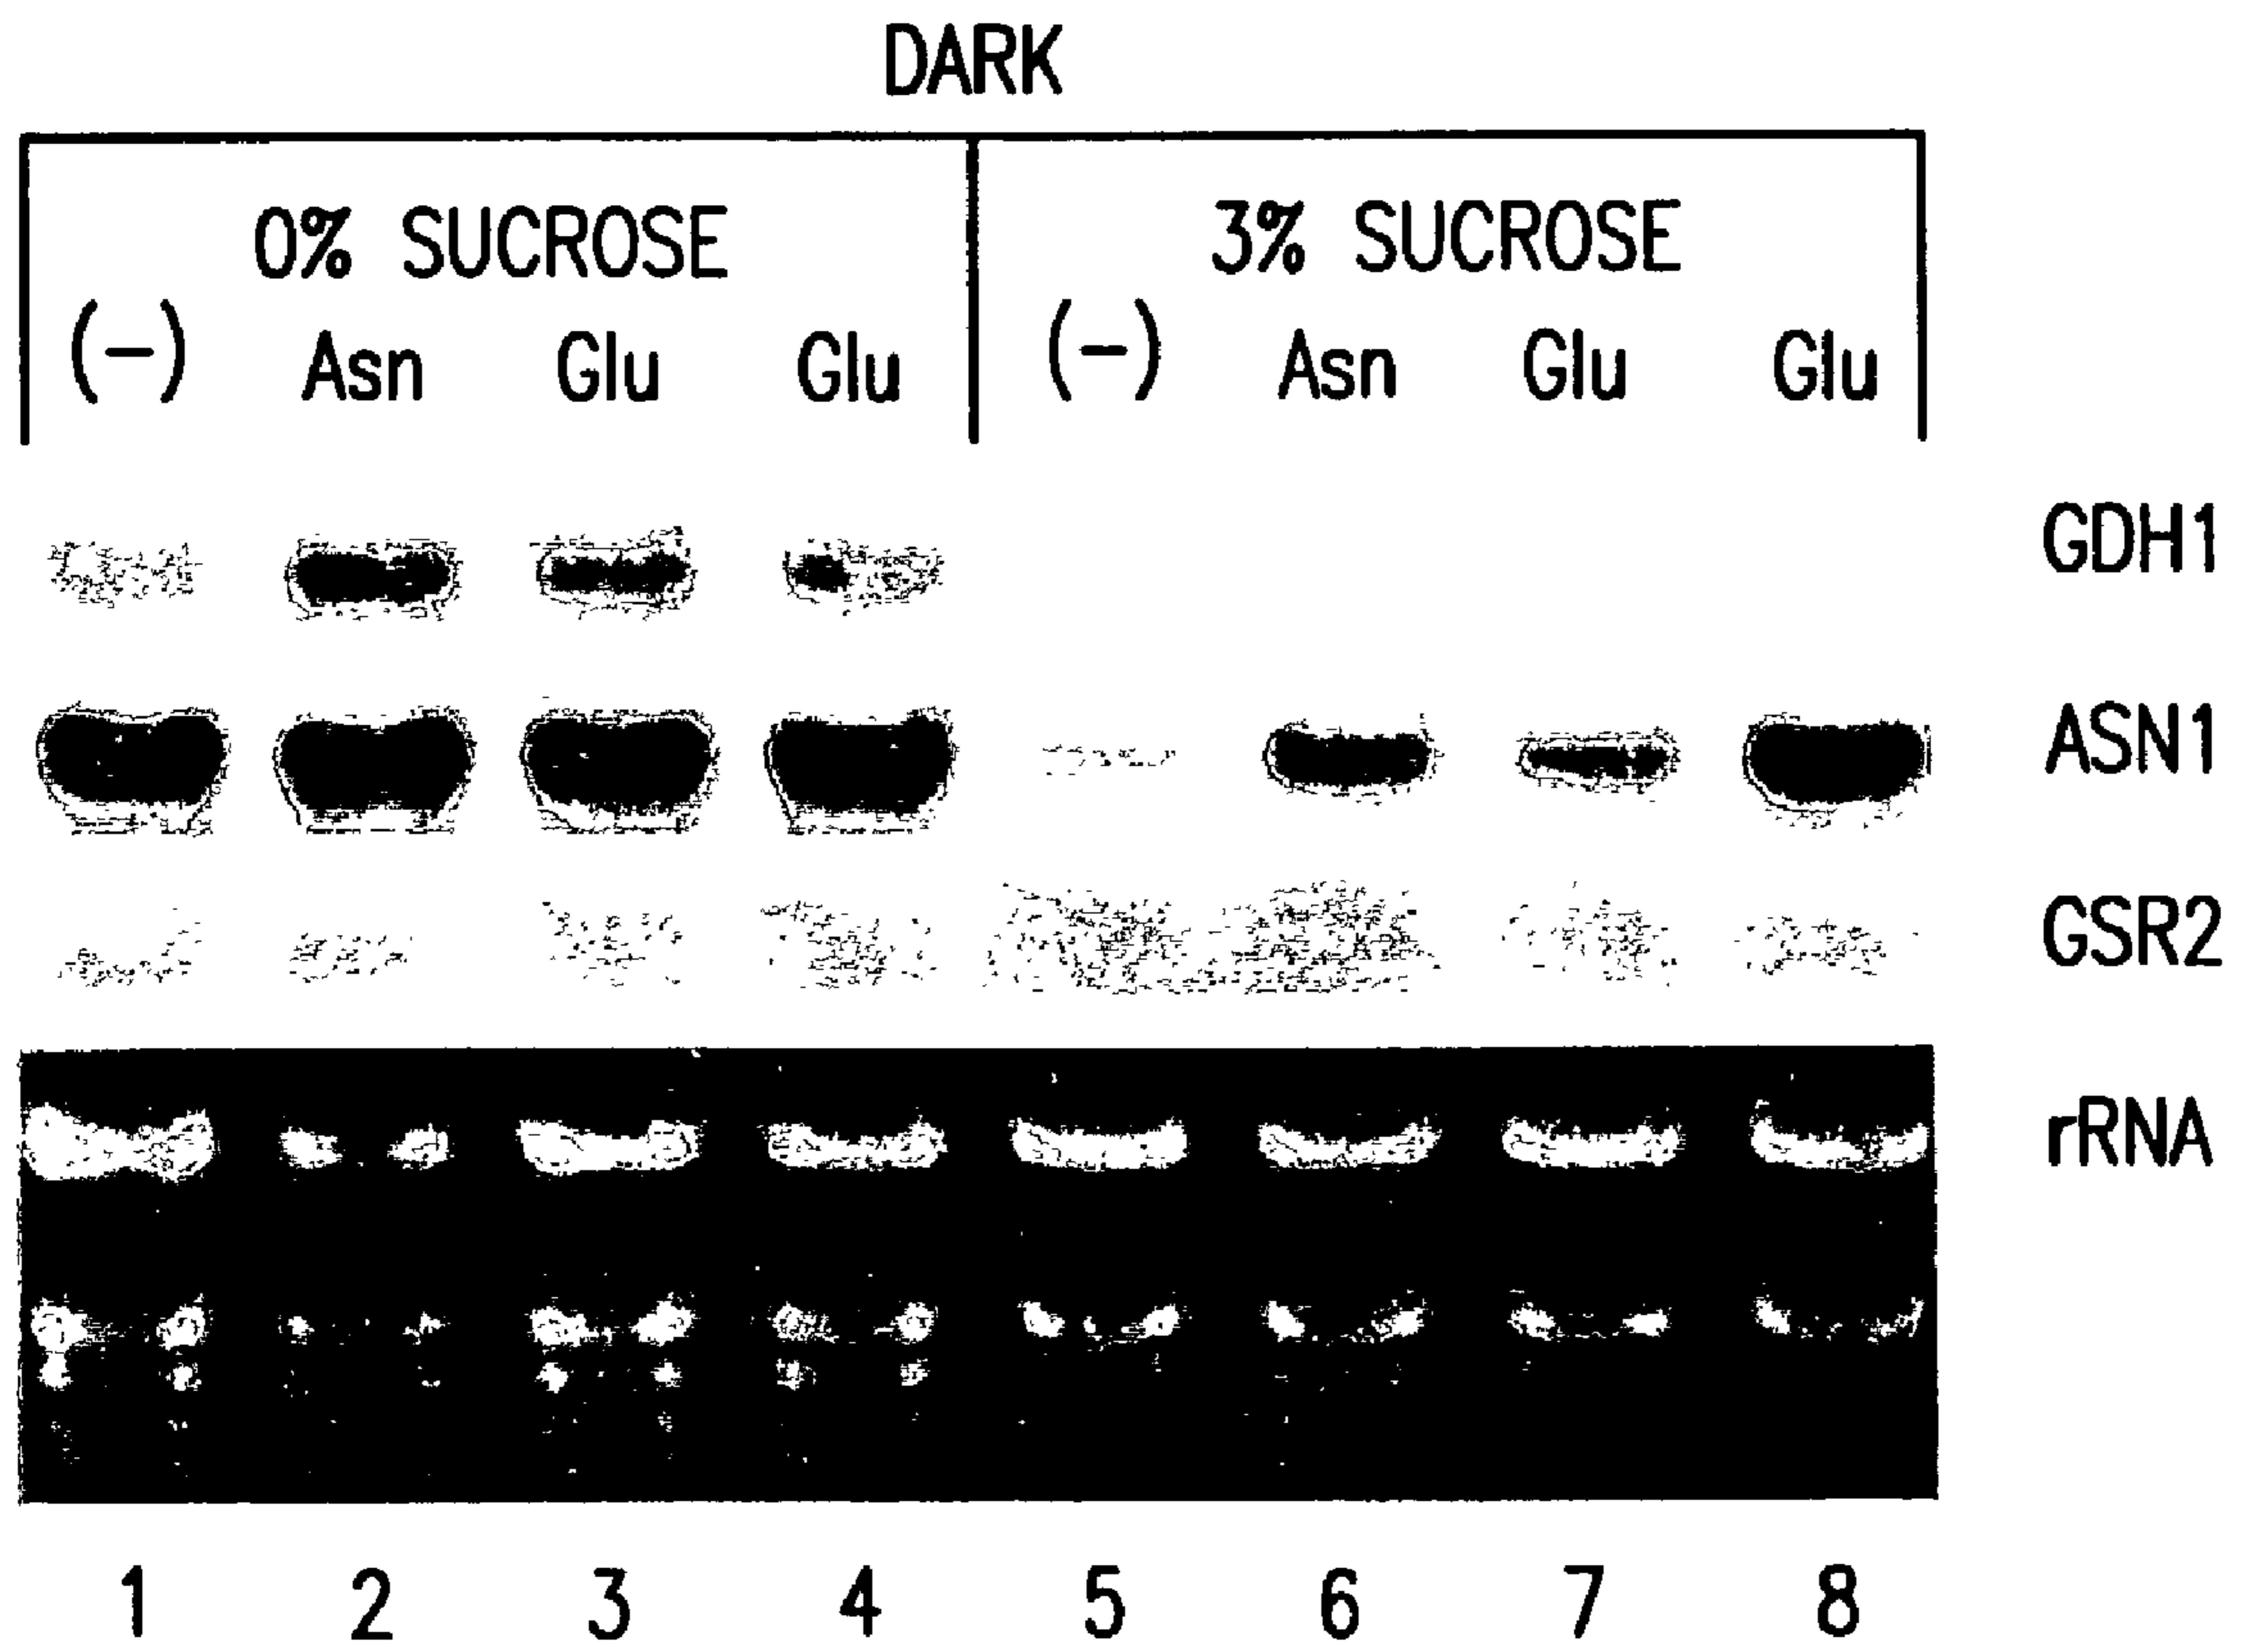 DARK
0% SUCROSE 3% SUCROSE
(-) Asn Glu Glu (-) Asn Glu Glu
GDH1
ASN1
GSR2
rRNA
1 2 3 4 5 6 7 8